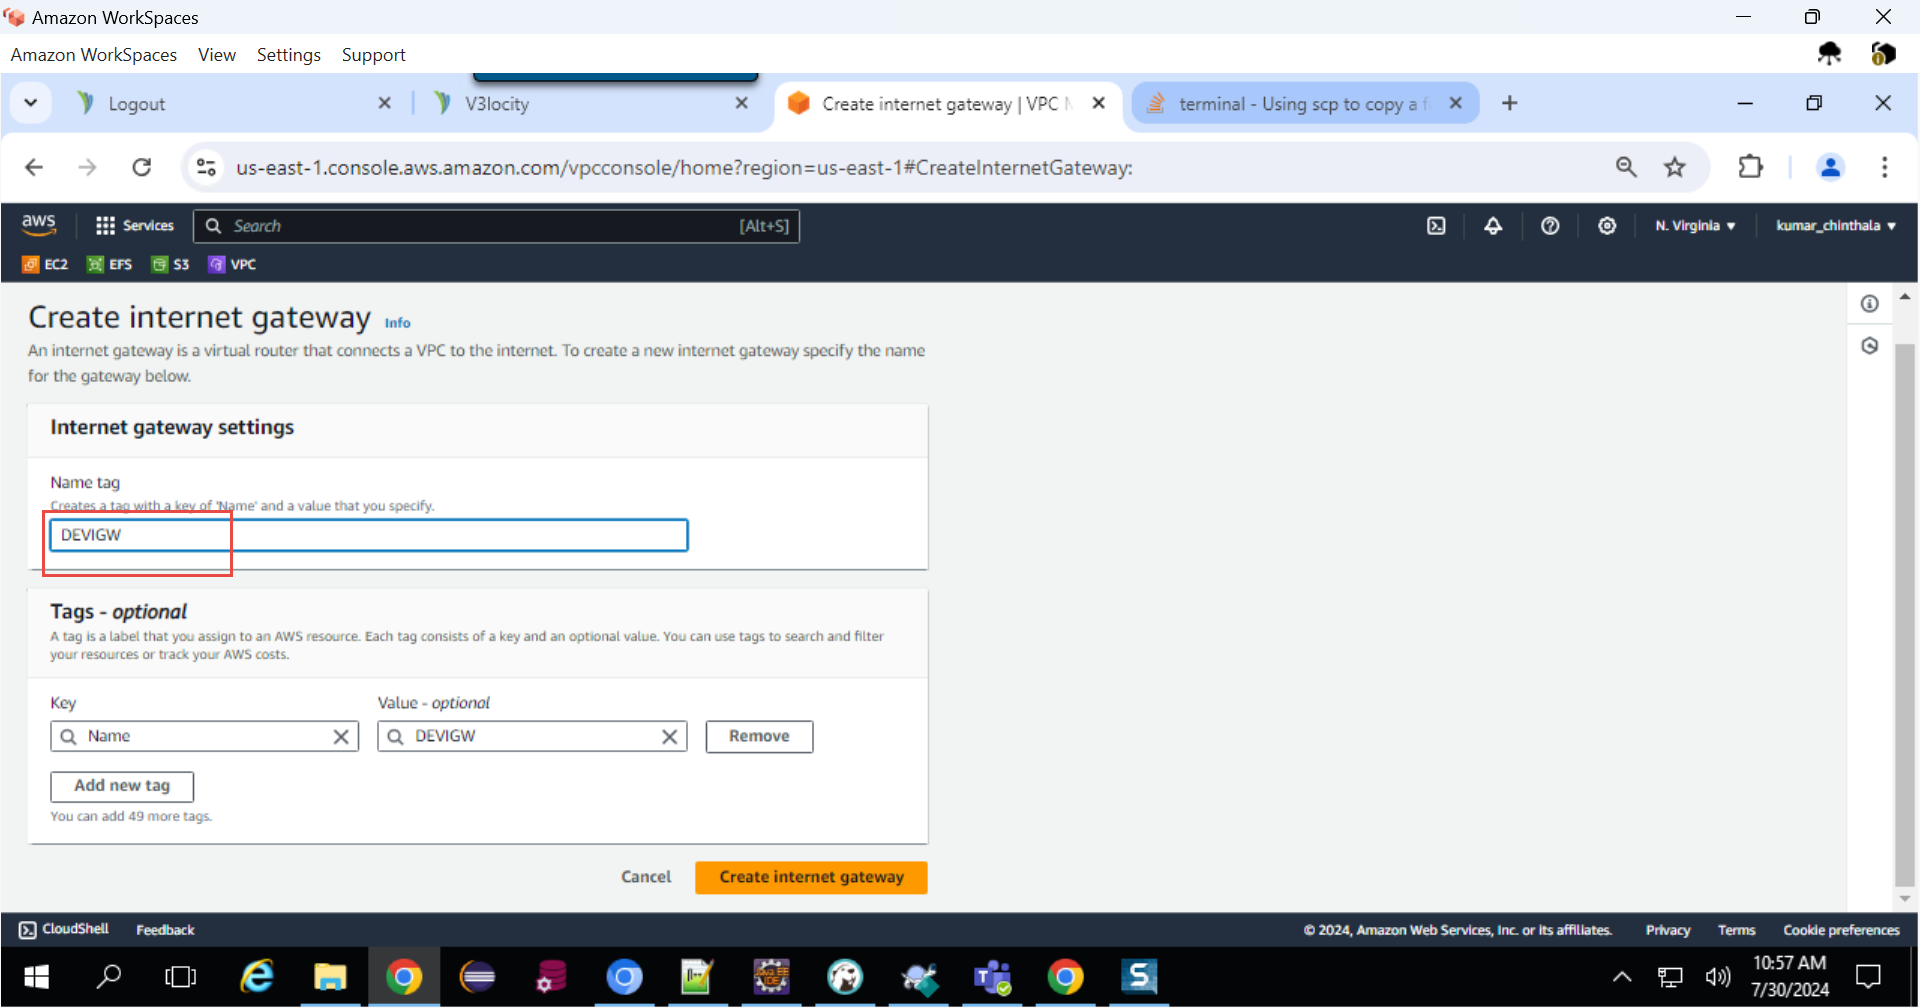 Amazon WorkSpaces
Amazon WorkSpaces View Settings Support
Logout
V3locity
Create internet gateway | VPC
terminal - Using scp to copy a f
us-east-1.console.aws.amazon.com/vpcconsole/home?region=us-east-1#CreateInternetGateway:
aws Services Search [Alt+S] N. Virginia kumar_chinthala
EC2 EFS S3 VPC
Create internet gateway Info
An internet gateway is a virtual router that connects a VPC to the internet. To create a new internet gateway specify the name
for the gateway below.
Internet gateway settings
Name tag
Creates a tag with a key of 'Name' and a value that you specify.
DEVIGW
Tags - optional
A tag is a label that you assign to an AWS resource. Each tag consists of a key and an optional value. You can use tags to search and filter
your resources or track your AWS costs.
Key Value - optional
Name DEVIGW Remove
Add new tag
You can add 49 more tags.
Cancel Create internet gateway
CloudShell Feedback © 2024, Amazon Web Services, Inc. or its affiliates. Privacy Terms Cookie preferences
10:57 AM
7/30/2024